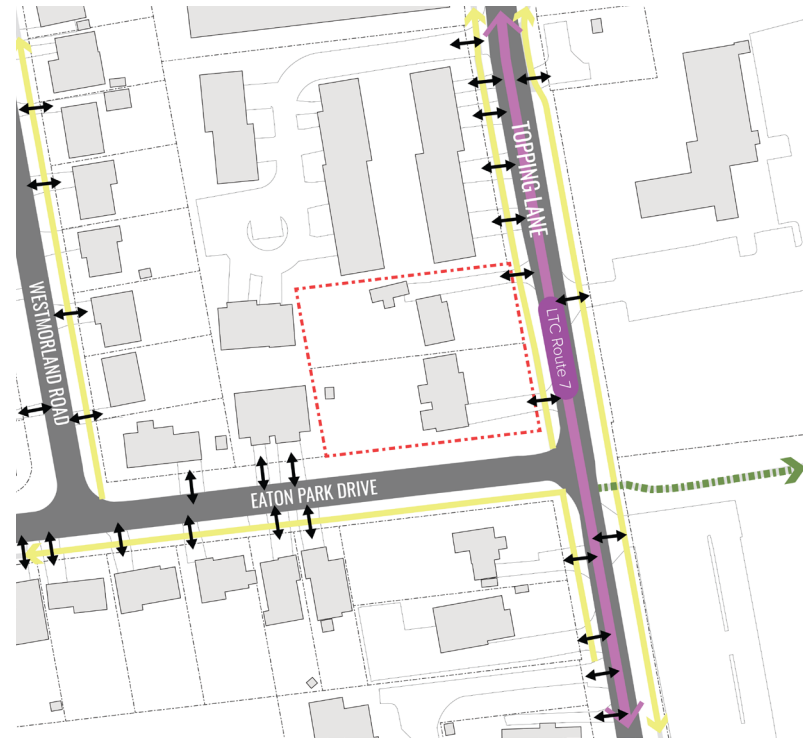 TOPPING LANE
WESTMORLAND ROAD
LTC Route 7
EATON PARK DRIVE